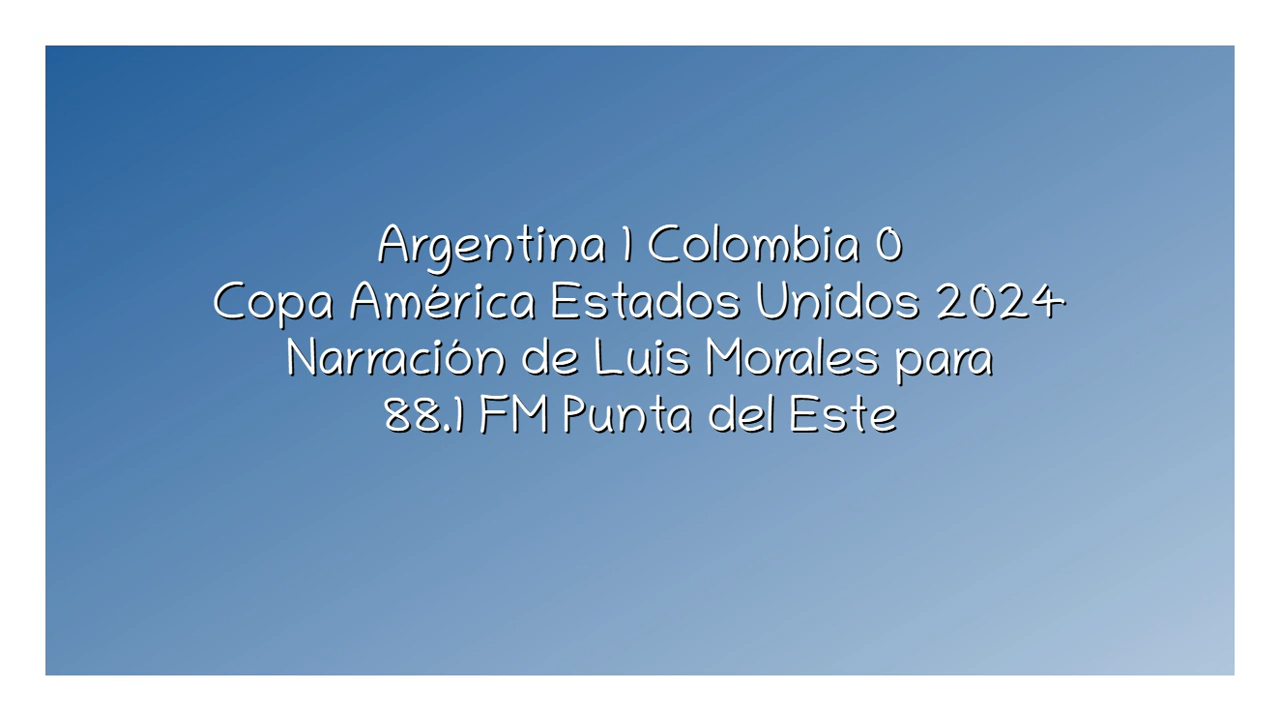 Argentina 1 Colombia 0
Copa América Estados Unidos 2024
Narración de Luis Morales para
88.1 FM Punta del Este